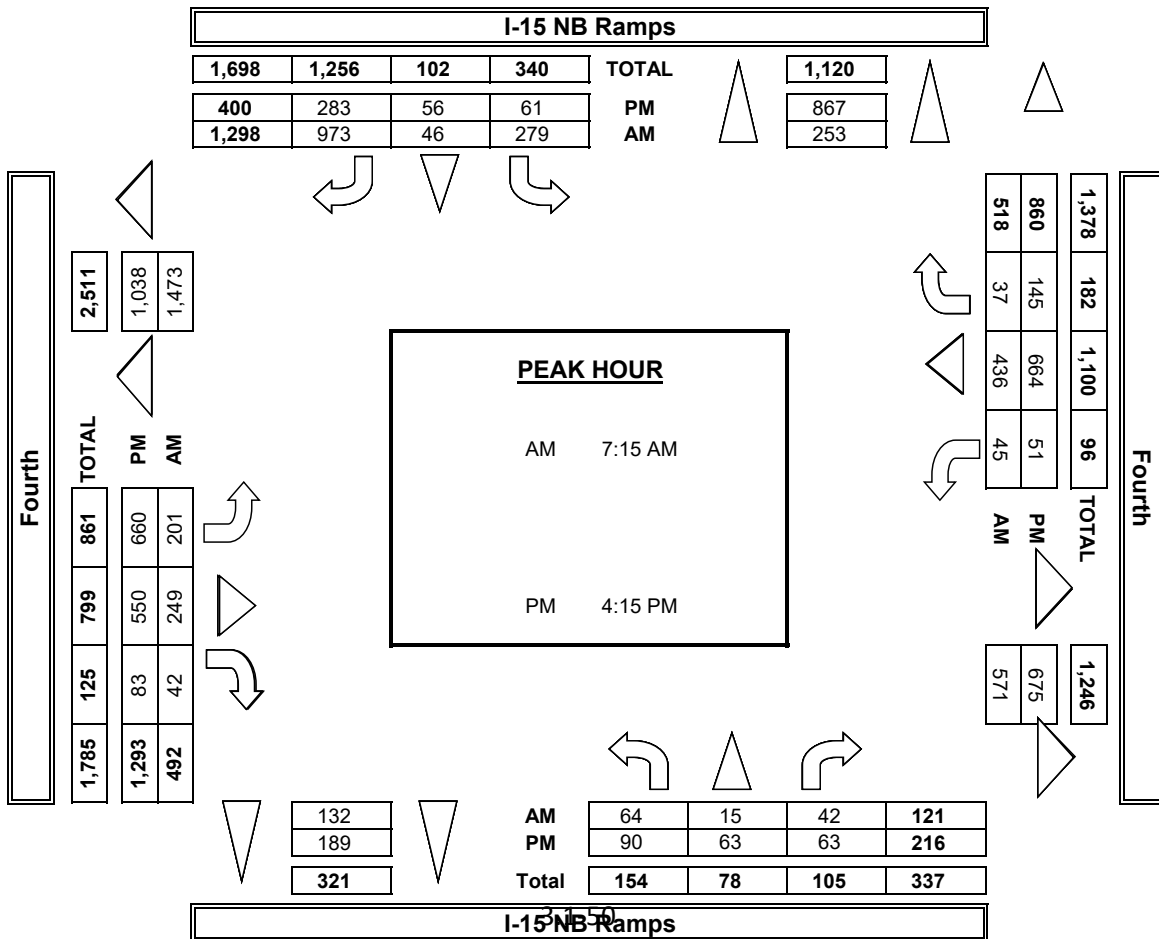 I-15 NB Ramps
1,698 1,256 102 340 TOTAL 1,120
400 283 56 61 PM 867
1,298 973 46 279 AM 253
Fourth
2,511
1,038
1,473
TOTAL 861 799 125 1,785
PM 660 550 83 1,293
AM 201 249 42 492
PEAK HOUR
AM 7:15 AM
PM 4:15 PM
1,378 182 1,100 96 TOTAL
860 145 664 51 PM
518 37 436 45 AM
1,246
675
571
Fourth
132 AM 64 15 42 121
189 PM 90 63 63 216
321 Total 154 78 105 337
I-15 NB Ramps
3.1-50